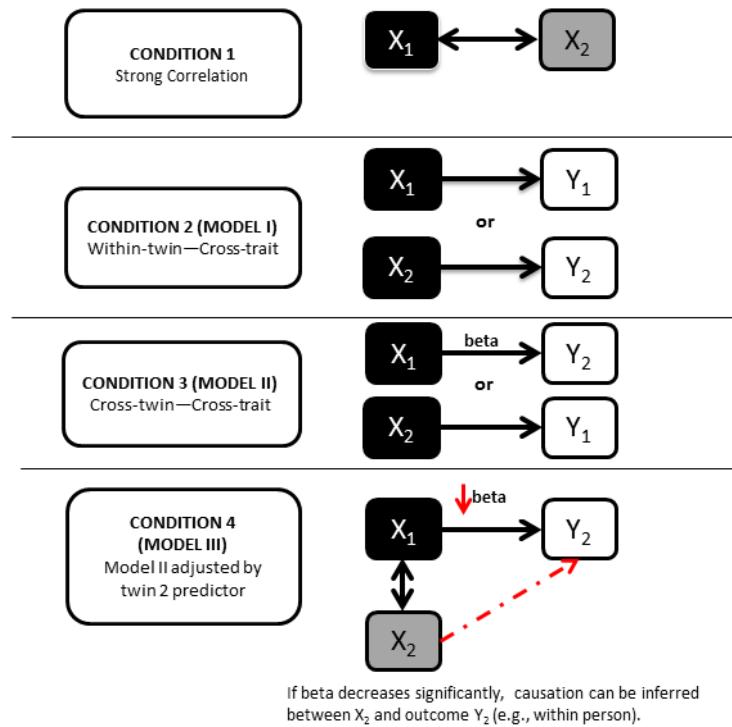 CONDITION 1
Strong Correlation
X₁
X₂
CONDITION 2 (MODEL I)
Within-twin—Cross-trait
X₁
Y₁
or
X₂
Y₂
CONDITION 3 (MODEL II)
Cross-twin—Cross-trait
X₁
beta
Y₂
or
X₂
Y₁
CONDITION 4
(MODEL III)
Model II adjusted by
twin 2 predictor
beta
X₁
Y₂
X₂
If beta decreases significantly, causation can be inferred
between X₂ and outcome Y₂ (e.g., within person).